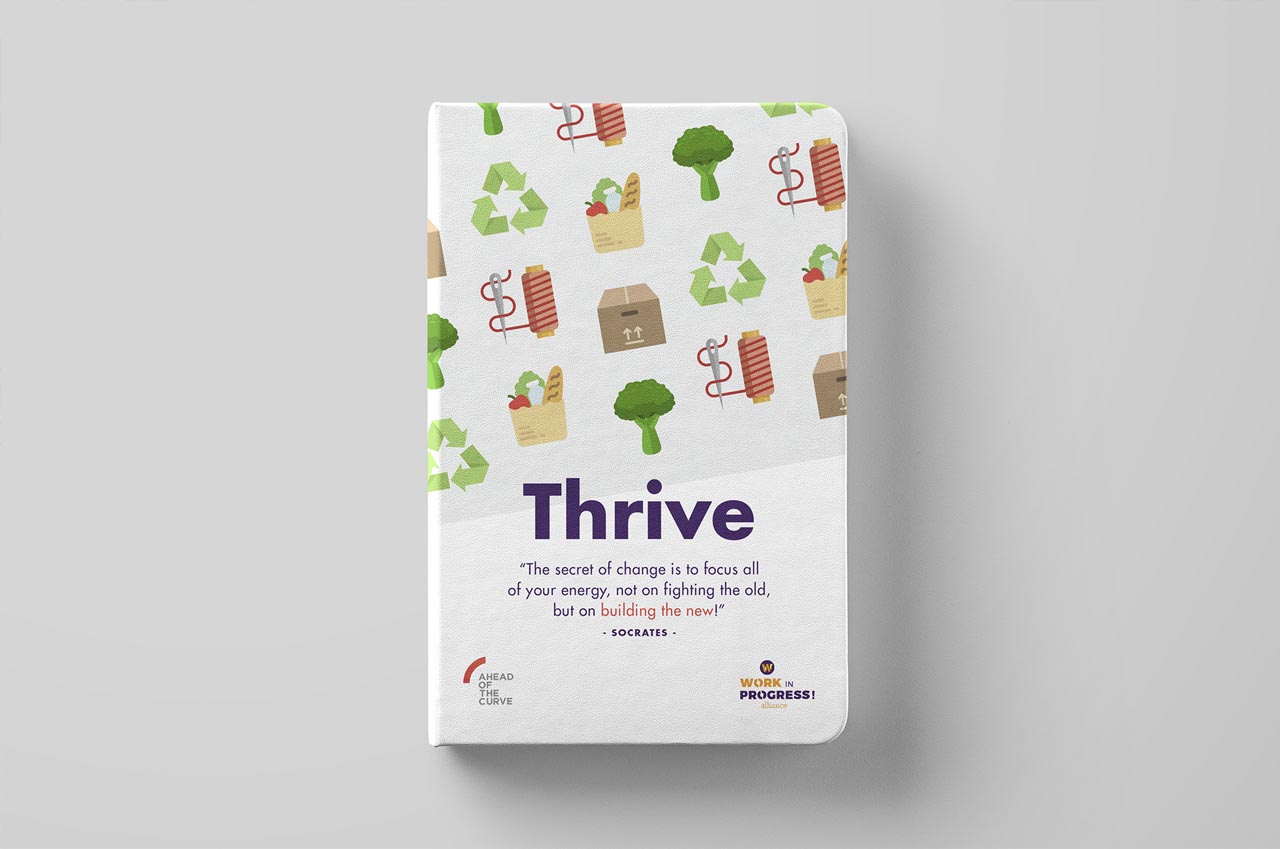 Thrive
“The secret of change is to focus all
of your energy, not on fighting the old,
but on building the new!”
- SOCRATES -
AHEAD
OF
THE
CURVE
W
WORK IN
PROGRESS!
alliance